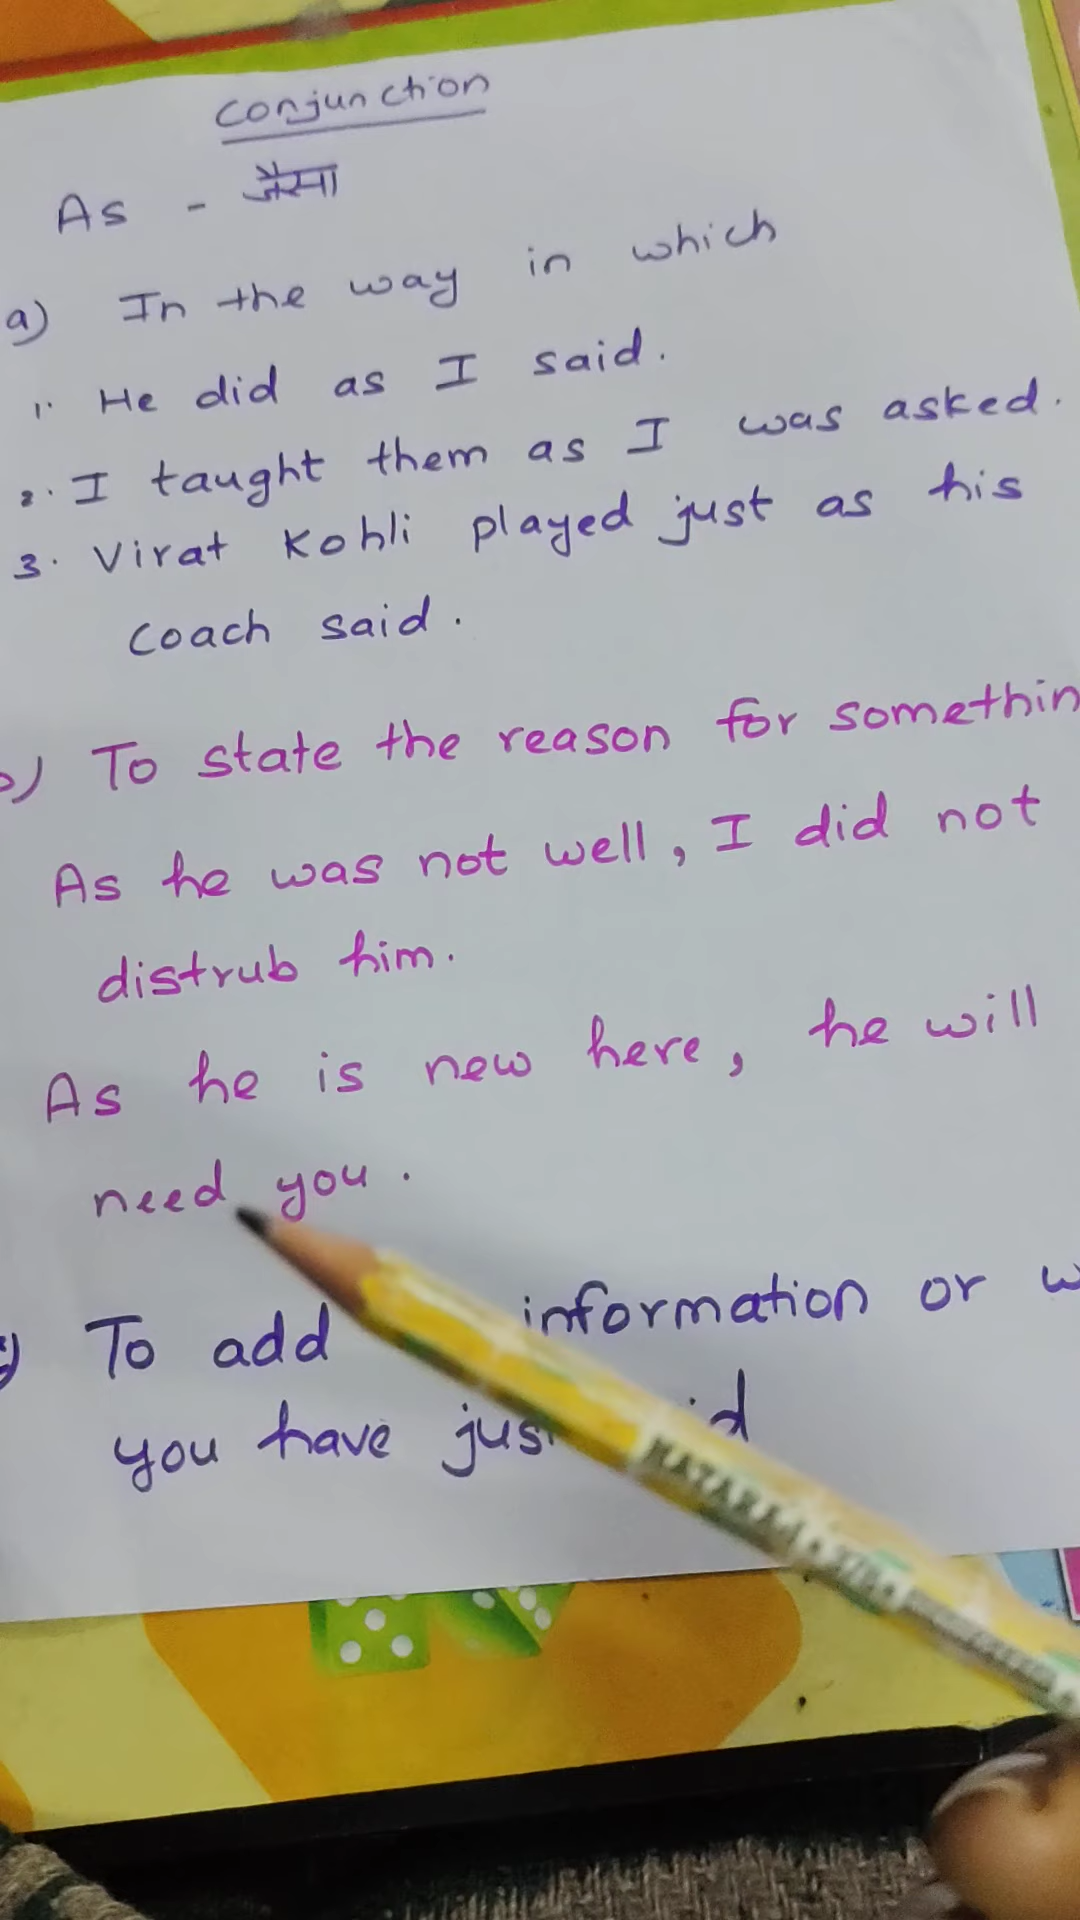 Conjunction
As - जैसा
a) In the way in which
1. He did as I said.
2. I taught them as I was asked.
3. Virat Kohli played just as his
coach said.
b) To state the reason for somethin
As he was not well, I did not
distrub him.
As he is new here, he will
need you.
To add information or w
you have just